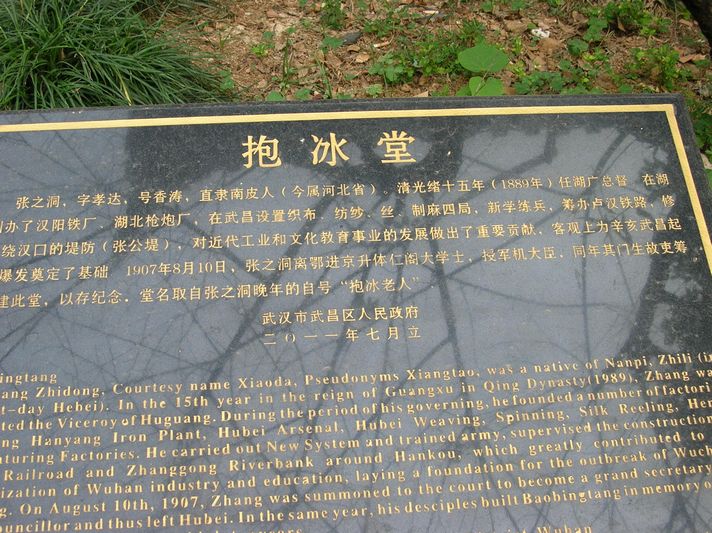 抱冰堂
张之洞，字孝达，号香涛，直隶南皮人（今属河北省）。清光绪十五年（1889年）任湖广总督 在湖
办了汉阳铁厂、湖北枪炮厂，在武昌设置织布、纺纱、丝、制麻四局，新学练兵，筹办卢汉铁路，修
绕汉口的堤防（张公堤），对近代工业和文化教育事业的发展做出了重要贡献，客观上为辛亥武昌起
爆发奠定了基础 1907年8月10日，张之洞离鄂进京升体仁阁大学士，授军机大臣，同年其门生故吏筹
建此堂，以存纪念。堂名取自张之洞晚年的自号“抱冰老人”
武汉市武昌区人民政府
二〇一一年七月立
ingtang
ang Zhidong, Courtesy name Xiaoda, Pseudonyms Xiangtao, was a native of Nanpi, Zhili (i
t-day Hebei). In the 15th year in the reign of Guangxu in Qing Dynasty(1989), Zhang wa
ted the Viceroy of Huguang. During the period of his governing, he founded a number of factori
ng Hanyang Iron Plant, Hubei Arsenal, Hubei Weaving, Spinning, Silk Reeling, Hem
turing Factories. He carried out New System and trained army, supervised the construction
Railroad and Zhanggong Riverbank around Hankou, which greatly contributed to
ization of Wuhan industry and education, laying a foundation for the outbreak of Wuch
g. On August 10th, 1907, Zhang was summoned to the court to become a grand secretary
uncillor and thus left Hubei. In the same year, his desciples built Baobingtang in memory o